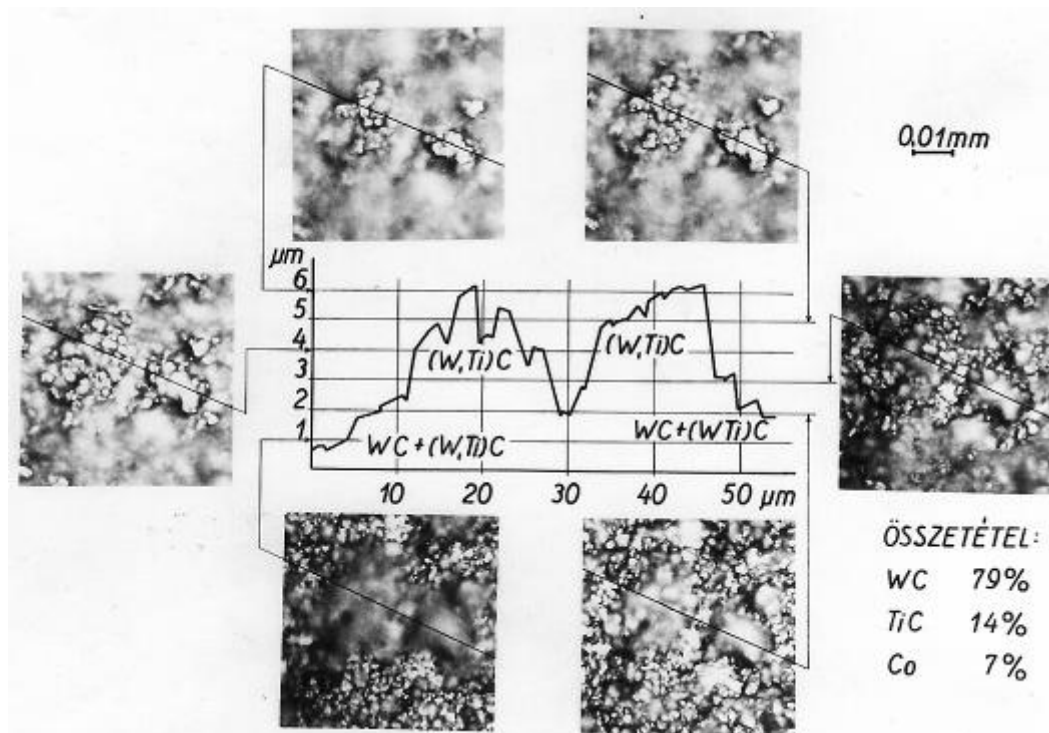 0,01mm
μm
6
5
4
3
2
1
(W,Ti)C
(W,Ti)C
WC+(W,Ti)C
WC+(WTi)C
10 20 30 40 50 μm
ÖSSZETÉTEL:
WC 79%
TiC 14%
Co 7%